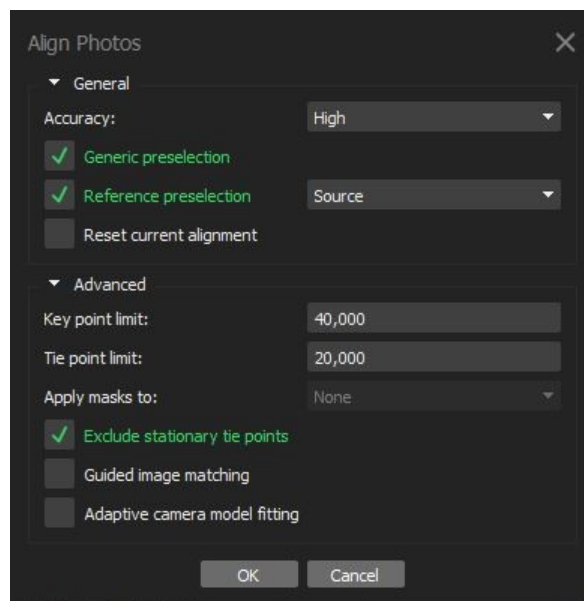 Align Photos
General
Accuracy: High
Generic preselection
Reference preselection Source
Reset current alignment
Advanced
Key point limit: 40,000
Tie point limit: 20,000
Apply masks to: None
Exclude stationary tie points
Guided image matching
Adaptive camera model fitting
OK Cancel